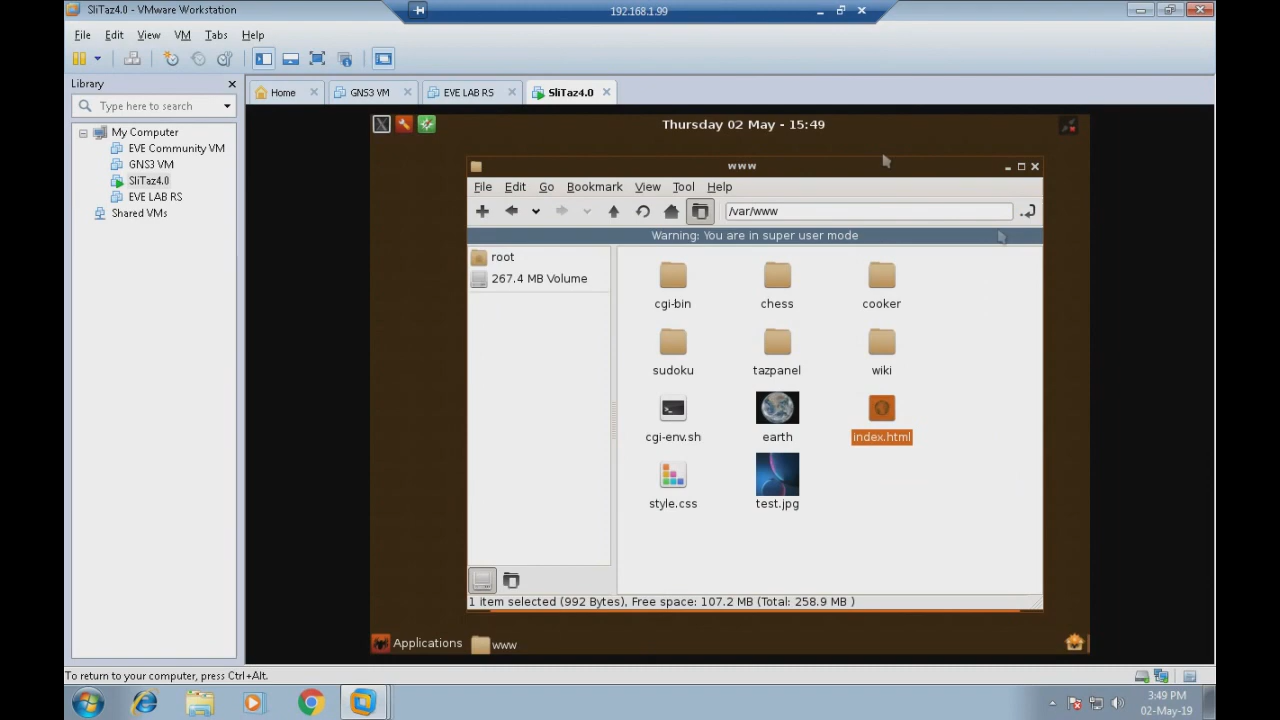 SliTaz4.0 - VMware Workstation
192.168.1.99
File Edit View VM Tabs Help
Library
Type here to search
Home
GNS3 VM
EVE LAB RS
SliTaz4.0
My Computer
EVE Community VM
GNS3 VM
SliTaz4.0
EVE LAB RS
Shared VMs
Thursday 02 May - 15:49
www
File Edit Go Bookmark View Tool Help
/var/www
Warning: You are in super user mode
root
267.4 MB Volume
cgi-bin chess cooker
sudoku tazpanel wiki
cgi-env.sh earth index.html
style.css test.jpg
1 item selected (992 Bytes), Free space: 107.2 MB (Total: 258.9 MB )
Applications www
To return to your computer, press Ctrl+Alt.
3:49 PM
02-May-19